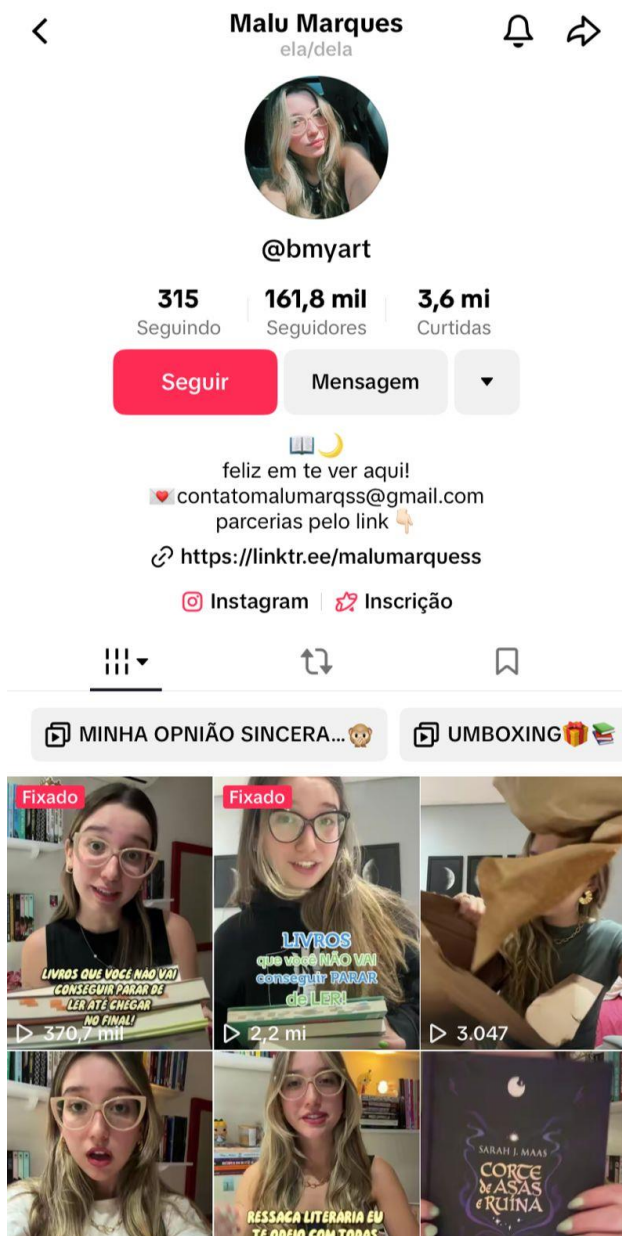 Malu Marques
ela/dela
@bmyart
315 161,8 mil 3,6 mi
Seguindo Seguidores Curtidas
Seguir Mensagem
📖🌙
feliz em te ver aqui!
💌contatomalumarqss@gmail.com
parcerias pelo link 👇🏻
https://linktr.ee/malumarquess
Instagram Inscrição
MINHA OPNIÃO SINCERA...🙊 UMBOXING🎁📚
Fixado
LIVROS QUE VOCÊ NÃO VAI
CONSEGUIR PARAR DE
LER ATÉ CHEGAR
NO FINAL!
370,7 mil
Fixado
LIVROS
que você NÃO VAI
conseguir PARAR
de LER!
2,2 mi
3.047
RESSACA LITERARIA EU
TE ODEIO COM TODAS
SARAH J. MAAS
CORTE
de ASAS
e RUÍNA